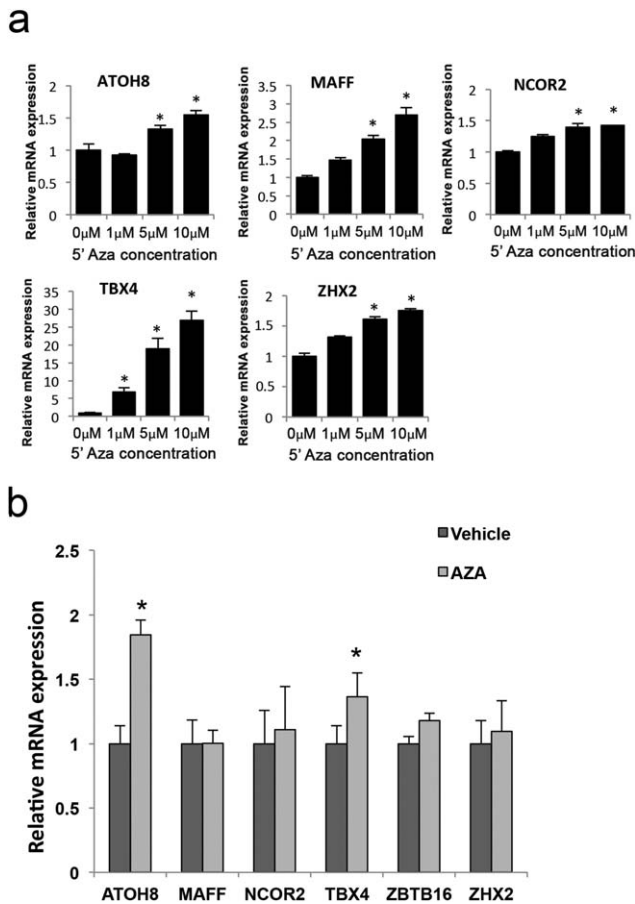 a
ATOH8
Relative mRNA expression
2
1.5
1
0.5
0
*
*
0µM 1µM 5µM 10µM
5' Aza concentration
MAFF
Relative mRNA expression
3.5
3
2.5
2
1.5
1
0.5
0
*
*
0µM 1µM 5µM 10µM
5' Aza concentration
NCOR2
Relative mRNA expression
2
1.5
1
0.5
0
*
*
0µM 1µM 5µM 10µM
5' Aza concentration
TBX4
Relative mRNA expression
35
30
25
20
15
10
5
0
*
*
*
0µM 1µM 5µM 10µM
5' Aza concentration
ZHX2
Relative mRNA expression
2
1.5
1
0.5
0
*
*
0µM 1µM 5µM 10µM
5' Aza concentration
b
Relative mRNA expression
2.5
2
1.5
1
0.5
0
Vehicle
AZA
*
*
ATOH8 MAFF NCOR2 TBX4 ZBTB16 ZHX2